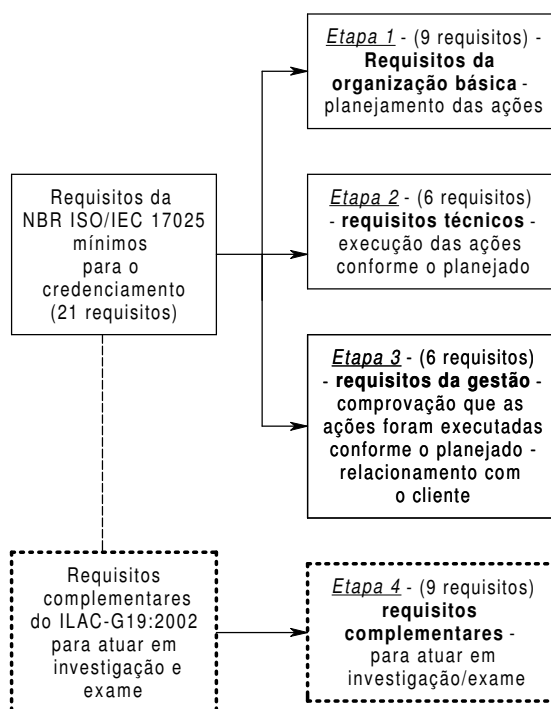 Etapa 1 - (9 requisitos) -
Requisitos da
organização básica -
planejamento das ações
Requisitos da
NBR ISO/IEC 17025
mínimos
para o
credenciamento
(21 requisitos)
Etapa 2 - (6 requisitos)
- requisitos técnicos -
execução das ações
conforme o planejado
Etapa 3 - (6 requisitos)
- requisitos da gestão -
comprovação que as
ações foram executadas
conforme o planejado -
relacionamento com
o cliente
Requisitos
complementares
do ILAC-G19:2002
para atuar em
investigação e
exame
Etapa 4 - (9 requisitos)
requisitos
complementares -
para atuar em
investigação/exame